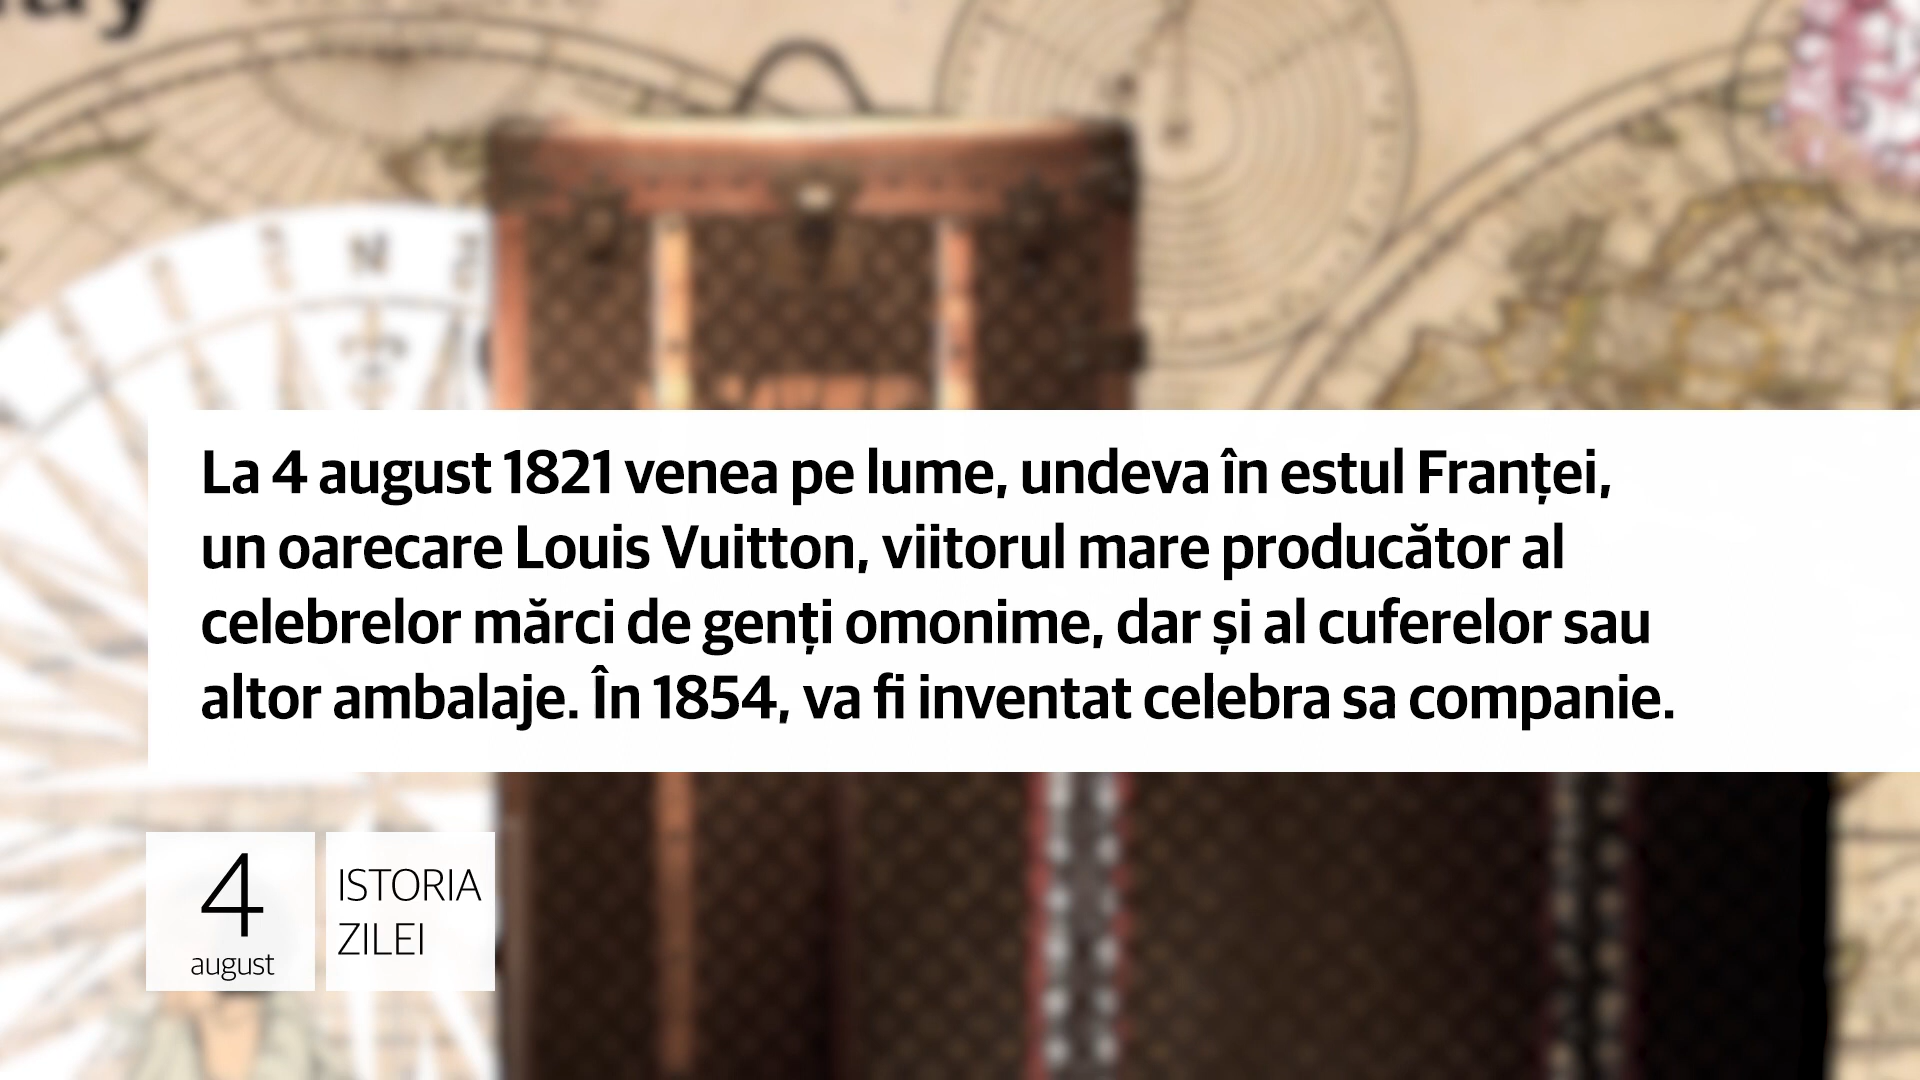 La 4 august 1821 venea pe lume, undeva în estul Franței,
un oarecare Louis Vuitton, viitorul mare producător al
celebrelor mărci de genți omonime, dar și al cuferelor sau
altor ambalaje. În 1854, va fi inventat celebra sa companie.
4
august
ISTORIA
ZILEI
N